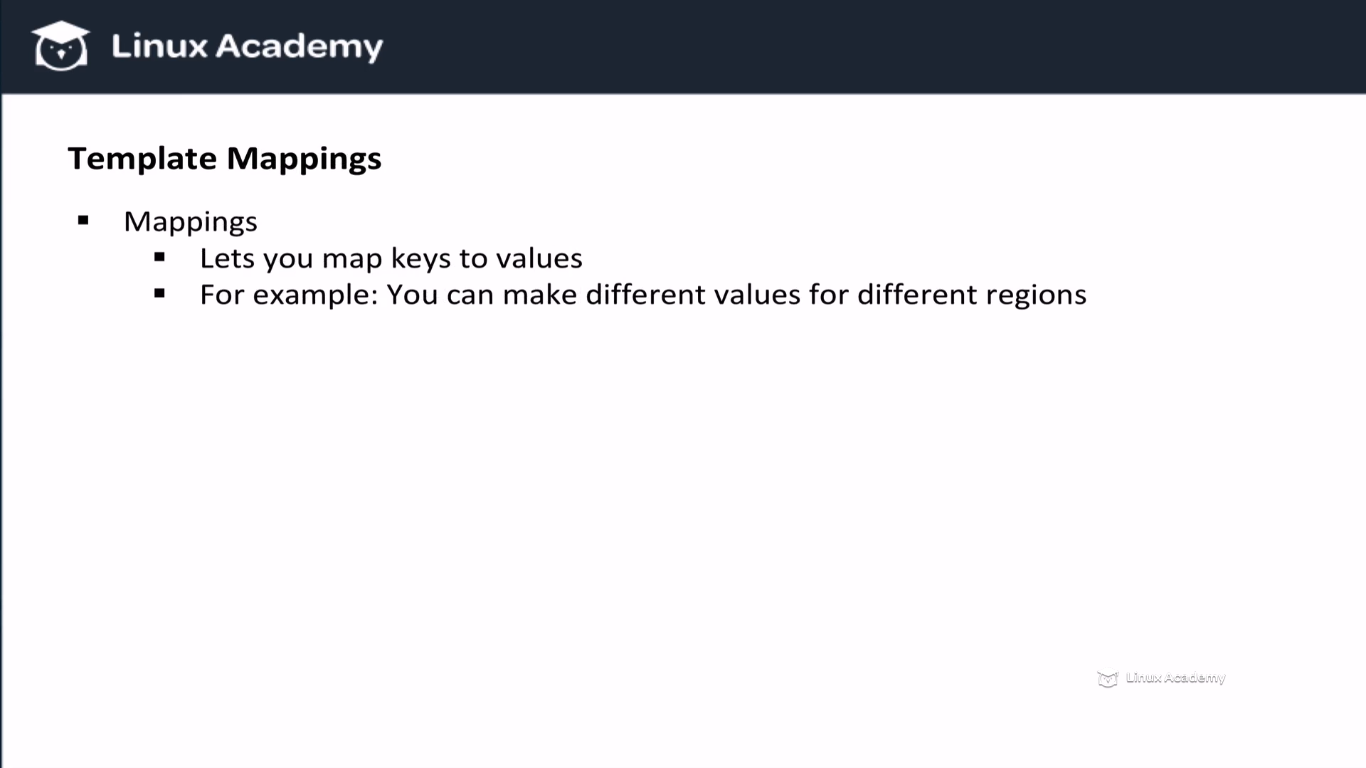 Linux Academy
Template Mappings
▪ Mappings
▪ Lets you map keys to values
▪ For example: You can make different values for different regions
Linux Academy